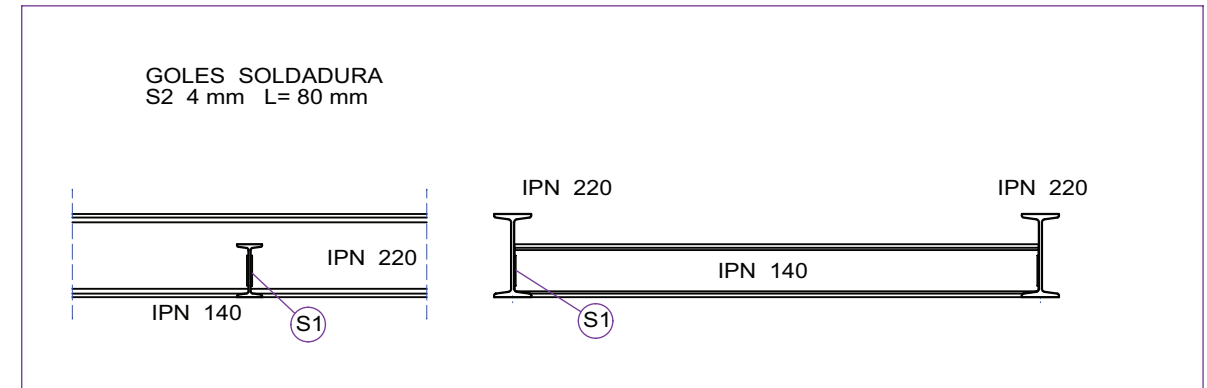 GOLES SOLDADURA
S2 4 mm L= 80 mm
IPN 220
IPN 140
S1
IPN 220
IPN 220
IPN 140
S1